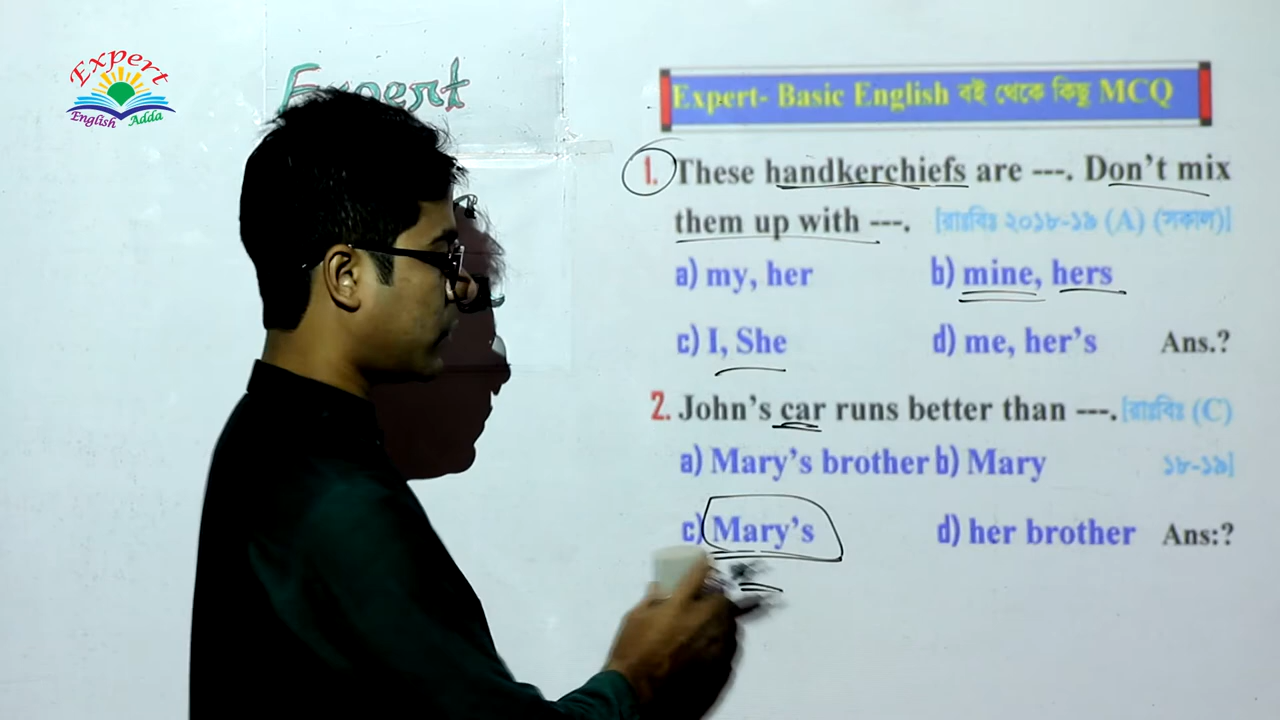 Expert
English Adda
Expert
Expert- Basic English বই থেকে কিছু MCQ
1. These handkerchiefs are ---. Don't mix
them up with ---. [রাঃবিঃ ২০১৮-১৯ (A) (সকাল)]
a) my, her b) mine, hers
c) I, She d) me, her's Ans.?
2. John's car runs better than ---. [রাঃবিঃ (C)
a) Mary's brother b) Mary ১৮-১৯]
c) Mary's d) her brother Ans:?